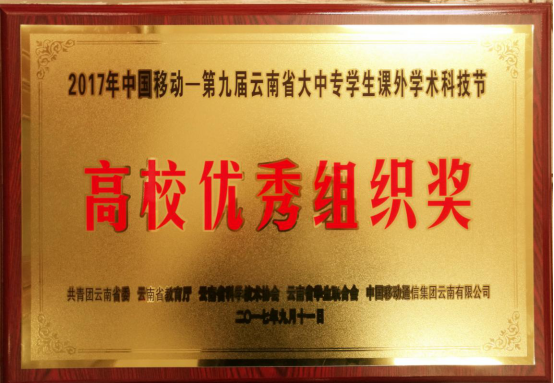 2017年中国移动—第九届云南省大中专学生课外学术科技节
高校优秀组织奖
共青团云南省委 云南省教育厅 云南省科学技术协会 云南省学生联合会 中国移动通信集团云南有限公司
二〇一七年九月十一日